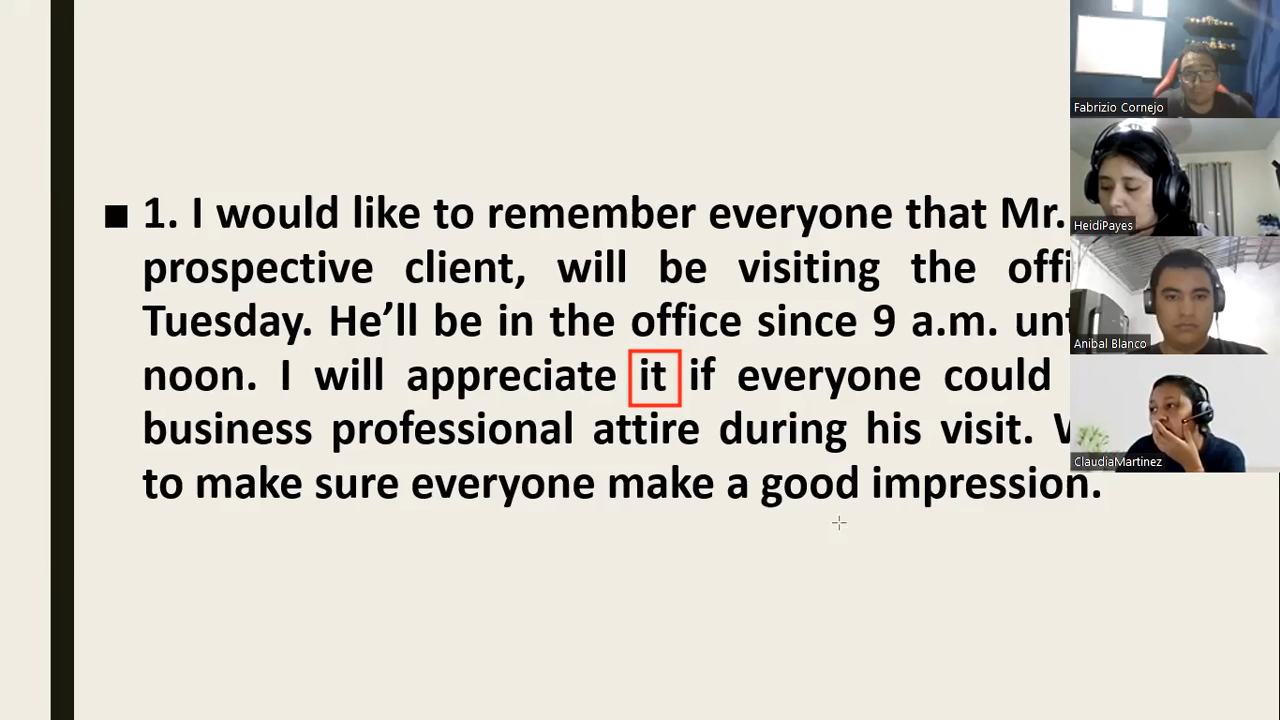 ■ 1. I would like to remember everyone that Mr.
prospective client, will be visiting the
Tuesday. He’ll be in the office since 9 a.m.
noon. I will appreciate it if everyone could
business professional attire during his visit.
to make sure everyone make a good impression.
Fabrizio Cornejo
HeidiPayes
Anibal Blanco
ClaudiaMartinez